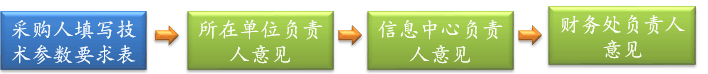 采购人填写技
术参数要求表
所在单位负责
人意见
信息中心负责
人意见
财务处负责人
意见